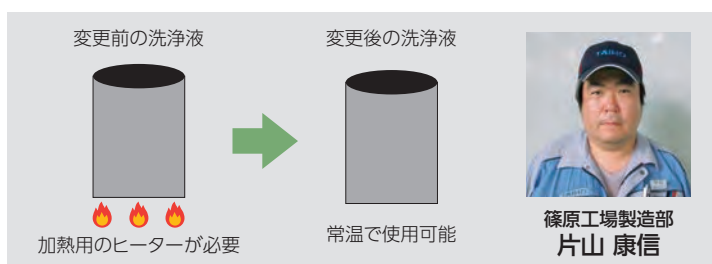 変更前の洗浄液
変更後の洗浄液
加熱用のヒーターが必要
常温で使用可能
篠原工場製造部
片山 康信